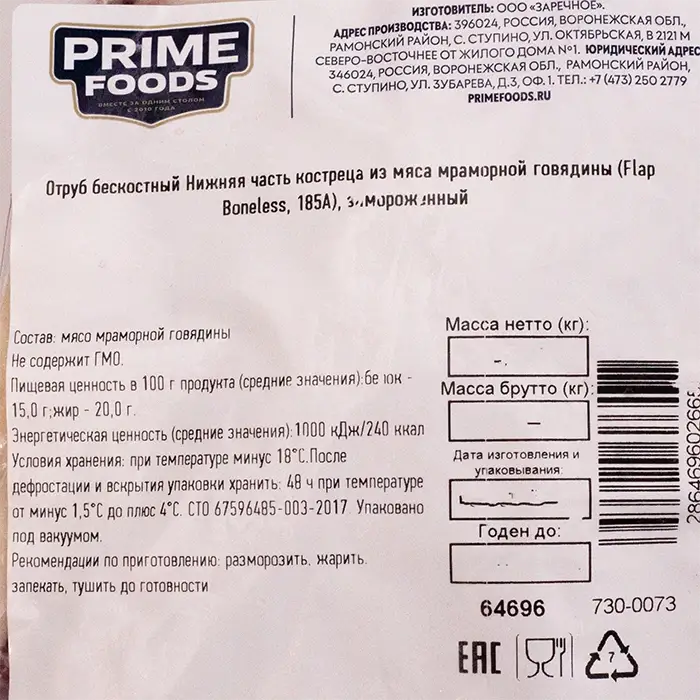 PRIME
FOODS
ВМЕСТЕ ЗА ОДНИМ СТОЛОМ
С 2010 ГОДА
ИЗГОТОВИТЕЛЬ: ООО «ЗАРЕЧНОЕ».
АДРЕС ПРОИЗВОДСТВА: 396024, РОССИЯ, ВОРОНЕЖСКАЯ ОБЛ.,
РАМОНСКИЙ РАЙОН, С. СТУПИНО, УЛ. ОКТЯБРЬСКАЯ, В 2121 М
СЕВЕРО-ВОСТОЧНЕЕ ОТ ЖИЛОГО ДОМА №1. ЮРИДИЧЕСКИЙ АДРЕС
346024, РОССИЯ, ВОРОНЕЖСКАЯ ОБЛ., РАМОНСКИЙ РАЙОН,
С. СТУПИНО, УЛ. ЗУБАРЕВА, Д.3, ОФ. 1. ТЕЛ.: +7 (473) 250 2779
PRIMEFOODS.RU
Отруб бескостный Нижняя часть костреца из мяса мраморной говядины (Flap
Boneless, 185A), замороженный
Состав: мясо мраморной говядины
Не содержит ГМО.
Пищевая ценность в 100 г продукта (средние значения):белок -
15,0 г;жир - 20,0 г.
Энергетическая ценность (средние значения):1000 кДж/240 ккал
Условия хранения: при температуре минус 18°С.После
дефростации и вскрытия упаковки хранить: 48 ч при температуре
от минус 1,5°С до плюс 4°С. СТО 67596485-003-2017. Упаковано
под вакуумом.
Рекомендации по приготовлению: разморозить, жарить,
запекать, тушить до готовности
Масса нетто (кг):
Масса брутто (кг):
Дата изготовления и
упаковывания:
Годен до:
64696 730-0073
EAC
7